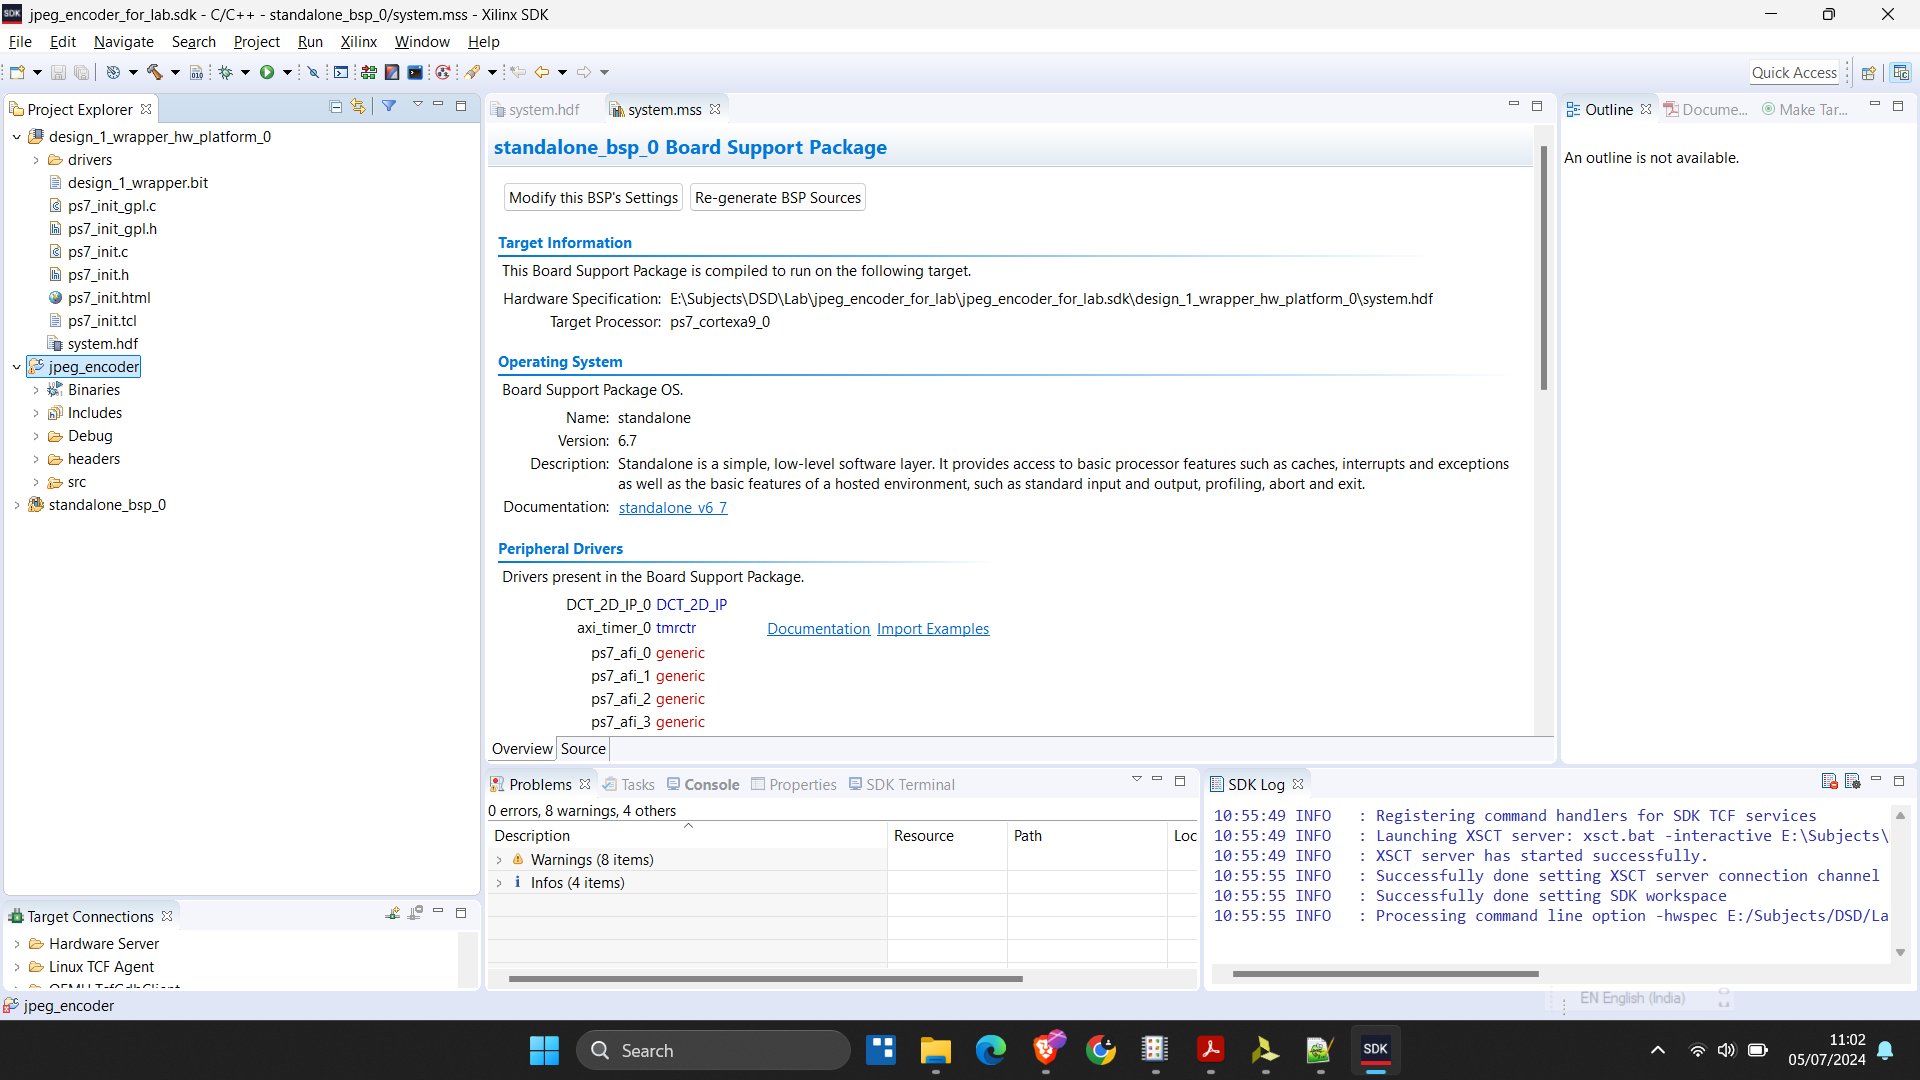 SDK jpeg_encoder_for_lab.sdk - C/C++ - standalone_bsp_0/system.mss - Xilinx SDK
File Edit Navigate Search Project Run Xilinx Window Help
Quick Access
Project Explorer
design_1_wrapper_hw_platform_0
drivers
design_1_wrapper.bit
ps7_init_gpl.c
ps7_init_gpl.h
ps7_init.c
ps7_init.h
ps7_init.html
ps7_init.tcl
system.hdf
jpeg_encoder
Binaries
Includes
Debug
headers
src
standalone_bsp_0
Target Connections
Hardware Server
Linux TCF Agent
system.hdf system.mss
standalone_bsp_0 Board Support Package
Modify this BSP's Settings Re-generate BSP Sources
Target Information
This Board Support Package is compiled to run on the following target.
Hardware Specification: E:\Subjects\DSD\Lab\jpeg_encoder_for_lab\jpeg_encoder_for_lab.sdk\design_1_wrapper_hw_platform_0\system.hdf
Target Processor: ps7_cortexa9_0
Operating System
Board Support Package OS.
Name: standalone
Version: 6.7
Description: Standalone is a simple, low-level software layer. It provides access to basic processor features such as caches, interrupts and exceptions
as well as the basic features of a hosted environment, such as standard input and output, profiling, abort and exit.
Documentation: standalone_v6_7
Peripheral Drivers
Drivers present in the Board Support Package.
DCT_2D_IP_0 DCT_2D_IP
axi_timer_0 tmrctr Documentation Import Examples
ps7_afi_0 generic
ps7_afi_1 generic
ps7_afi_2 generic
ps7_afi_3 generic
Overview Source
Outline Docume... Make Tar...
An outline is not available.
Problems Tasks Console Properties SDK Terminal
0 errors, 8 warnings, 4 others
Description Resource Path Loc
Warnings (8 items)
Infos (4 items)
SDK Log
10:55:49 INFO : Registering command handlers for SDK TCF services
10:55:49 INFO : Launching XSCT server: xsct.bat -interactive E:\Subjects\
10:55:49 INFO : XSCT server has started successfully.
10:55:55 INFO : Successfully done setting XSCT server connection channel
10:55:55 INFO : Successfully done setting SDK workspace
10:55:55 INFO : Processing command line option -hwspec E:/Subjects/DSD/La
jpeg_encoder
EN English (India)
Search
SDK
11:02
05/07/2024